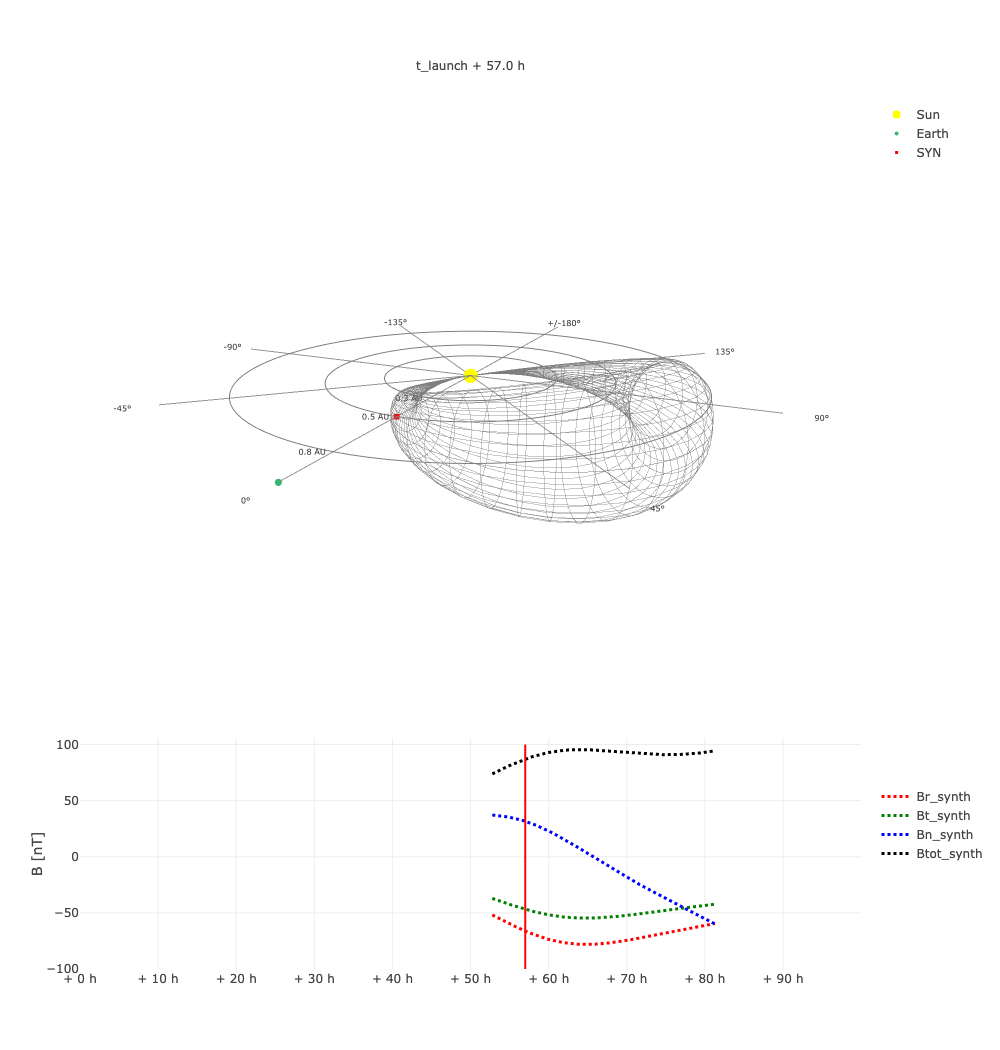 t_launch + 57.0 h
Sun
Earth
SYN
-135°
+/-180°
-90°
135°
-45°
90°
0.3 AU
0.5 AU
0.8 AU
0°
45°
B [nT]
100
50
0
−50
−100
+ 0 h
+ 10 h
+ 20 h
+ 30 h
+ 40 h
+ 50 h
+ 60 h
+ 70 h
+ 80 h
+ 90 h
Br_synth
Bt_synth
Bn_synth
Btot_synth